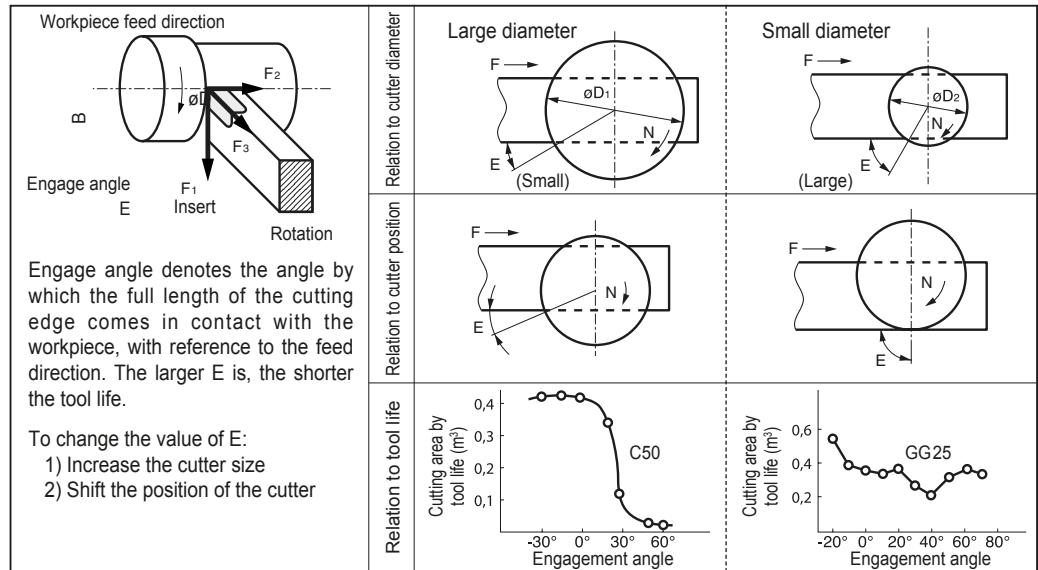 Workpiece feed direction
F2
øD
B
F3
Engage angle
E
F1
Insert
Rotation
Engage angle denotes the angle by
which the full length of the cutting
edge comes in contact with the
workpiece, with reference to the feed
direction. The larger E is, the shorter
the tool life.
To change the value of E:
1) Increase the cutter size
2) Shift the position of the cutter
Relation to cutter diameter
Large diameter
F
øD1
N
E
(Small)
Small diameter
F
øD2
N
E
(Large)
Relation to cutter position
F
N
E
F
N
E
Relation to tool life
Cutting area by
tool life (m³)
0,4
0,3
0,2
0,1
C50
-30° 0° 30° 60°
Engagement angle
Cutting area by
tool life (m³)
0,6
0,4
0,2
GG25
-20° 0° 20° 40° 60° 80°
Engagement angle